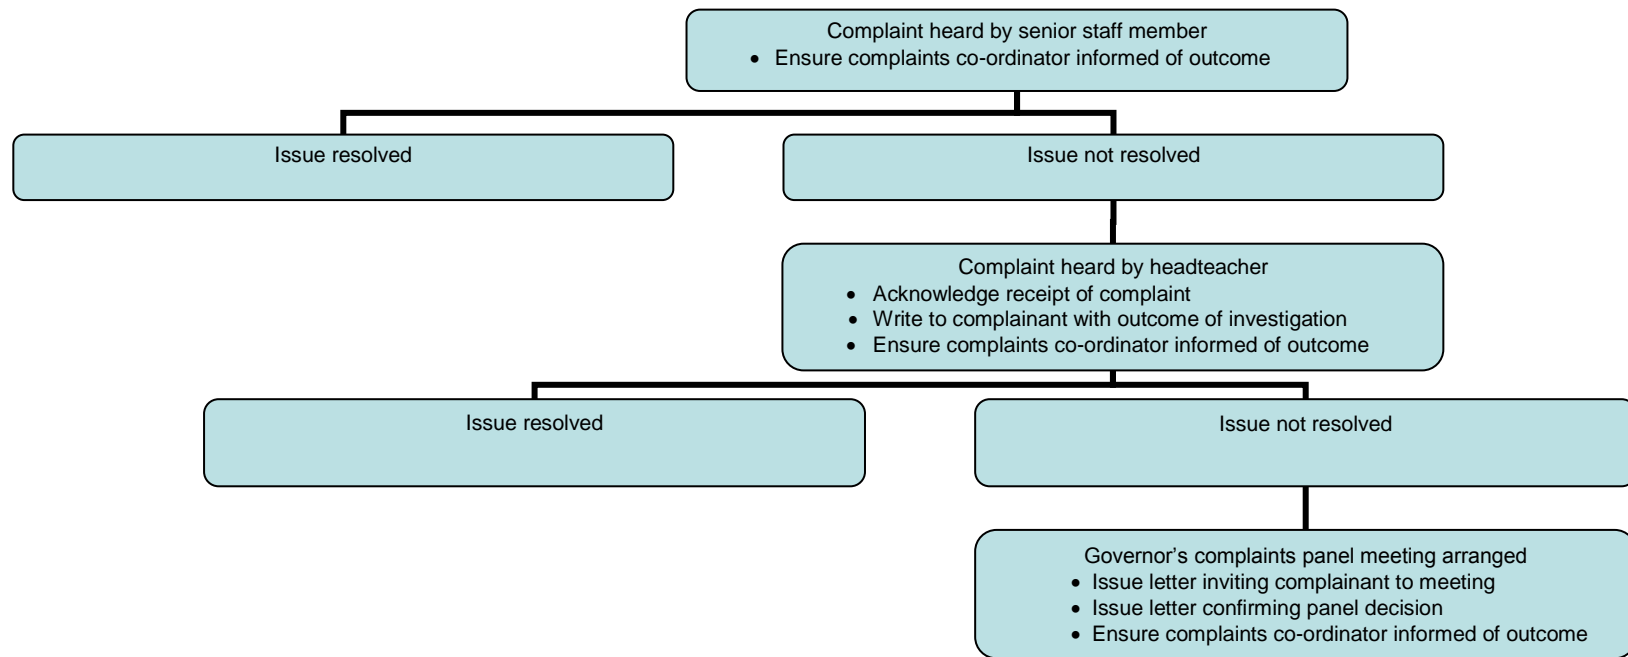 Complaint heard by senior staff member
• Ensure complaints co-ordinator informed of outcome
Issue resolved
Issue not resolved
Complaint heard by headteacher
• Acknowledge receipt of complaint
• Write to complainant with outcome of investigation
• Ensure complaints co-ordinator informed of outcome
Issue resolved
Issue not resolved
Governor’s complaints panel meeting arranged
• Issue letter inviting complainant to meeting
• Issue letter confirming panel decision
• Ensure complaints co-ordinator informed of outcome